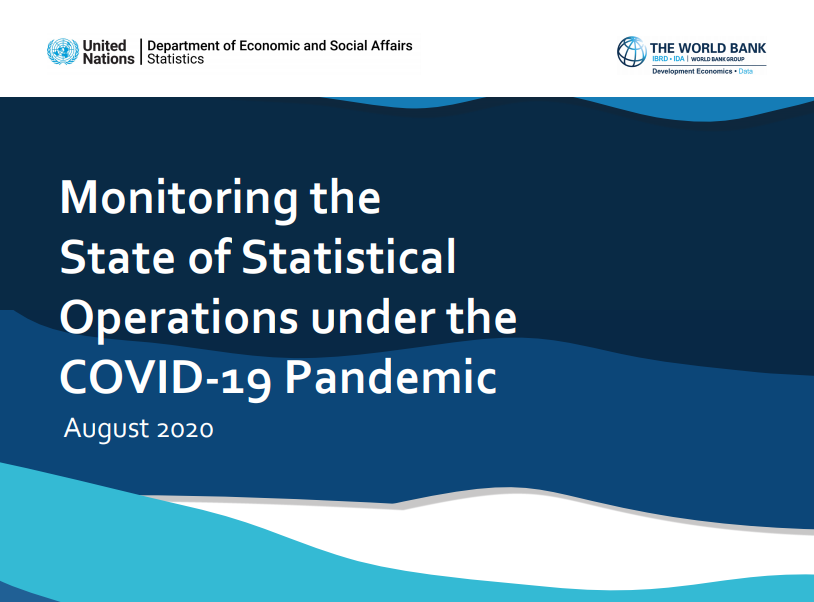 United
Nations
Department of Economic and Social Affairs
Statistics
THE WORLD BANK
IBRD • IDA | WORLD BANK GROUP
Development Economics • Data
Monitoring the
State of Statistical
Operations under the
COVID-19 Pandemic
August 2020